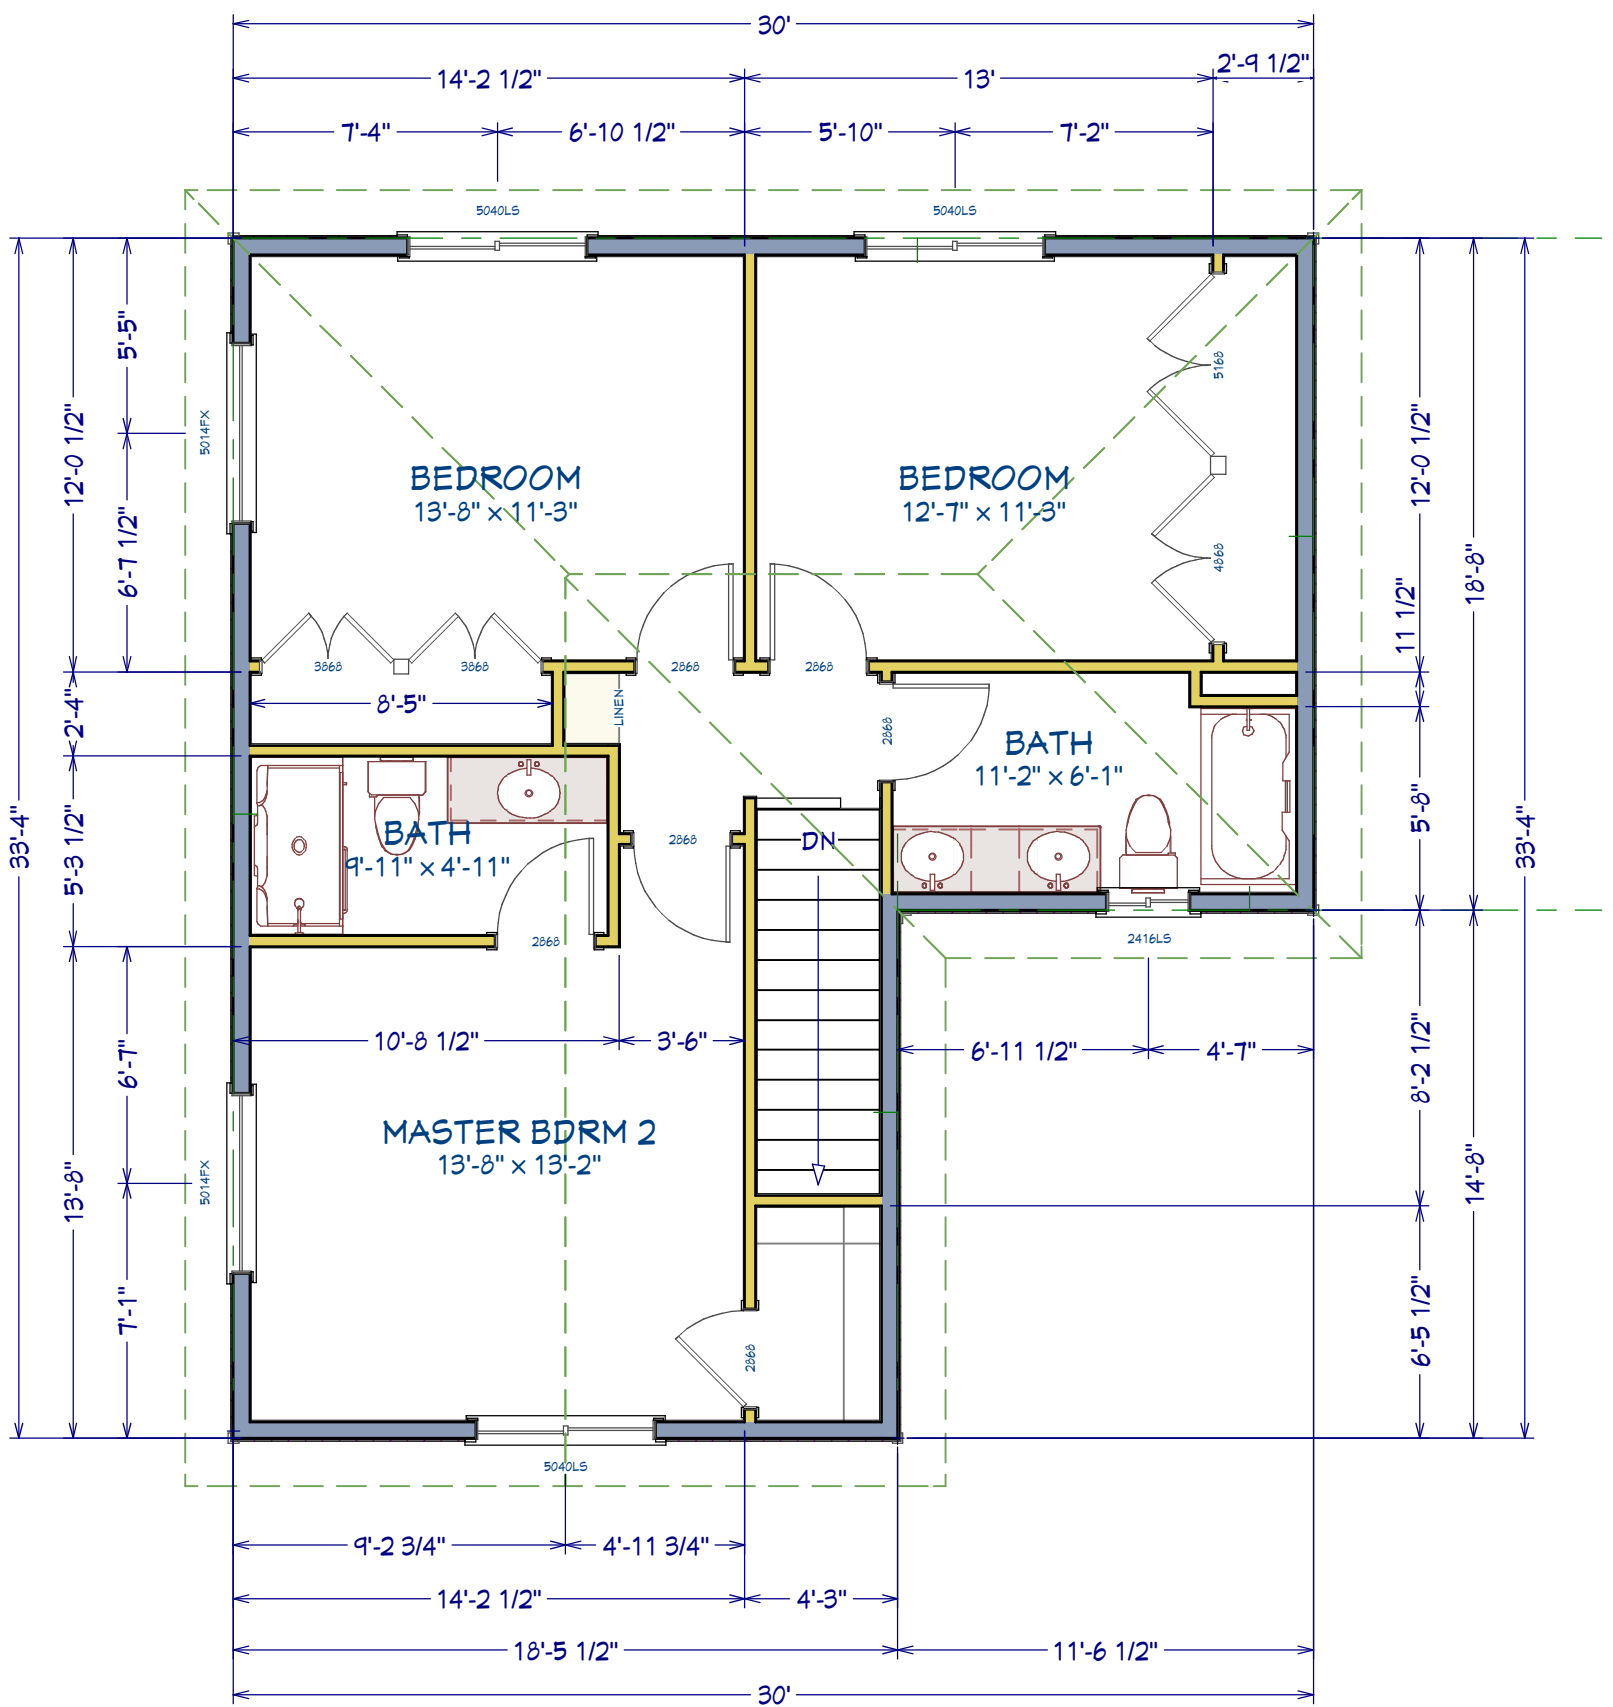 30'
14'-2 1/2" 13' 2'-9 1/2"
7'-4" 6'-10 1/2" 5'-10" 7'-2"
5040LS 5040LS
5'-5"
5014FX
12'-0 1/2"
6'-7 1/2"
5168
12'-0 1/2"
BEDROOM
13'-8" x 11'-3"
BEDROOM
12'-7" x 11'-3"
4868
18'-8"
11 1/2"
3868 3868 2868 2868
8'-5"
LINEN
2'-4"
2868
BATH
11'-2" x 6'-1"
33'-4"
5'-3 1/2"
BATH
9'-11" x 4'-11"
2868
DN
5'-8"
33'-4"
2868
2416LS
10'-8 1/2" 3'-6"
6'-11 1/2" 4'-7"
6'-7"
8'-2 1/2"
MASTER BDRM 2
13'-8" x 13'-2"
5014FX
13'-8"
14'-8"
7'-1"
2868
6'-5 1/2"
5040LS
9'-2 3/4" 4'-11 3/4"
14'-2 1/2" 4'-3"
18'-5 1/2" 11'-6 1/2"
30'